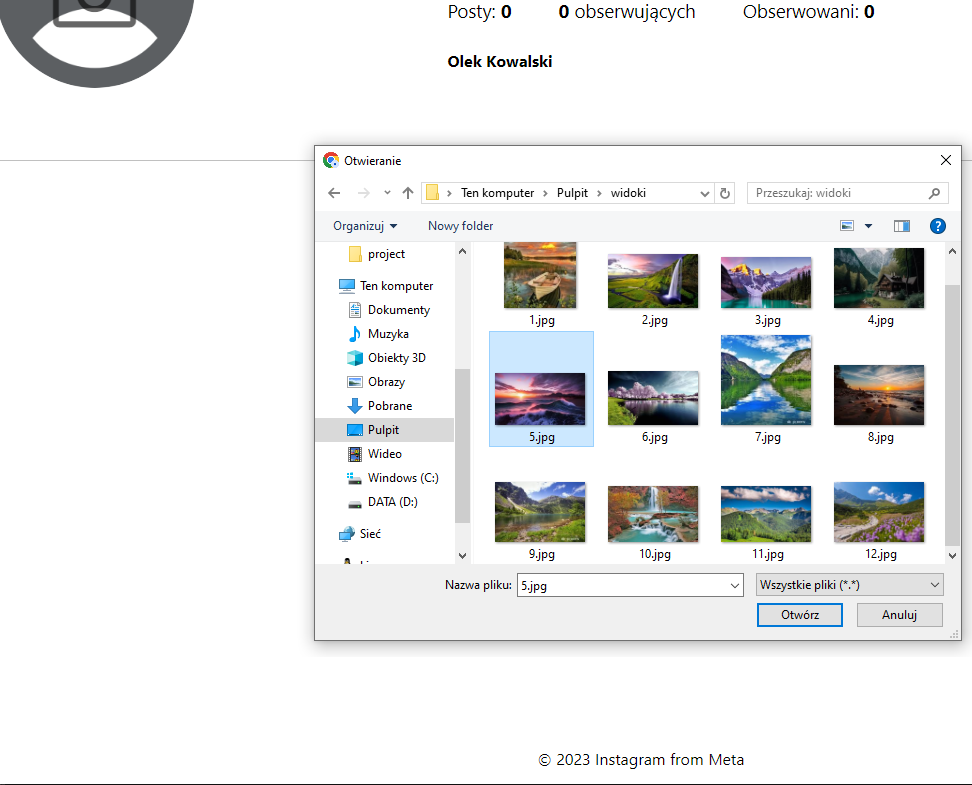 Posty: 0 0 obserwujących Obserwowani: 0
Olek Kowalski
Otwieranie
Ten komputer Pulpit widoki
Przeszukaj: widoki
Organizuj Nowy folder
project
Ten komputer
Dokumenty
Muzyka
Obiekty 3D
Obrazy
Pobrane
Pulpit
Wideo
Windows (C:)
DATA (D:)
Sieć
1.jpg 2.jpg 3.jpg 4.jpg
5.jpg 6.jpg 7.jpg 8.jpg
9.jpg 10.jpg 11.jpg 12.jpg
Nazwa pliku: 5.jpg Wszystkie pliki (*.*)
Otwórz Anuluj
© 2023 Instagram from Meta